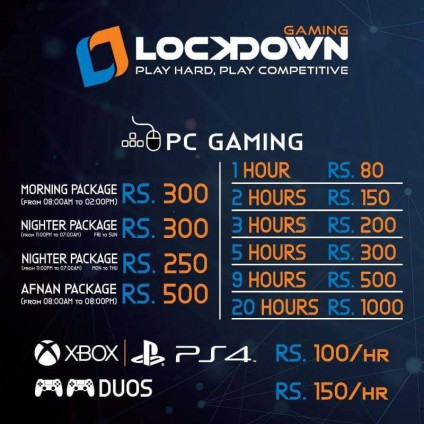 GAMING
LOCKDOWN
PLAY HARD, PLAY COMPETITIVE
PC GAMING
MORNING PACKAGE RS. 300
(FROM 08:00AM TO 02:00PM)
NIGHTER PACKAGE RS. 300
(FROM 11:00PM TO 07:00AM) FRI TO SUN
NIGHTER PACKAGE RS. 250
(FROM 11:00PM TO 07:00AM) MON TO THU
AFNAN PACKAGE RS. 500
(FROM 08:00AM TO 08:00PM)
1 HOUR RS. 80
2 HOURS RS. 150
3 HOURS RS. 200
5 HOURS RS. 300
9 HOURS RS. 500
20 HOURS RS. 1000
XBOX | PS4 RS. 100/HR
DUOS RS. 150/HR